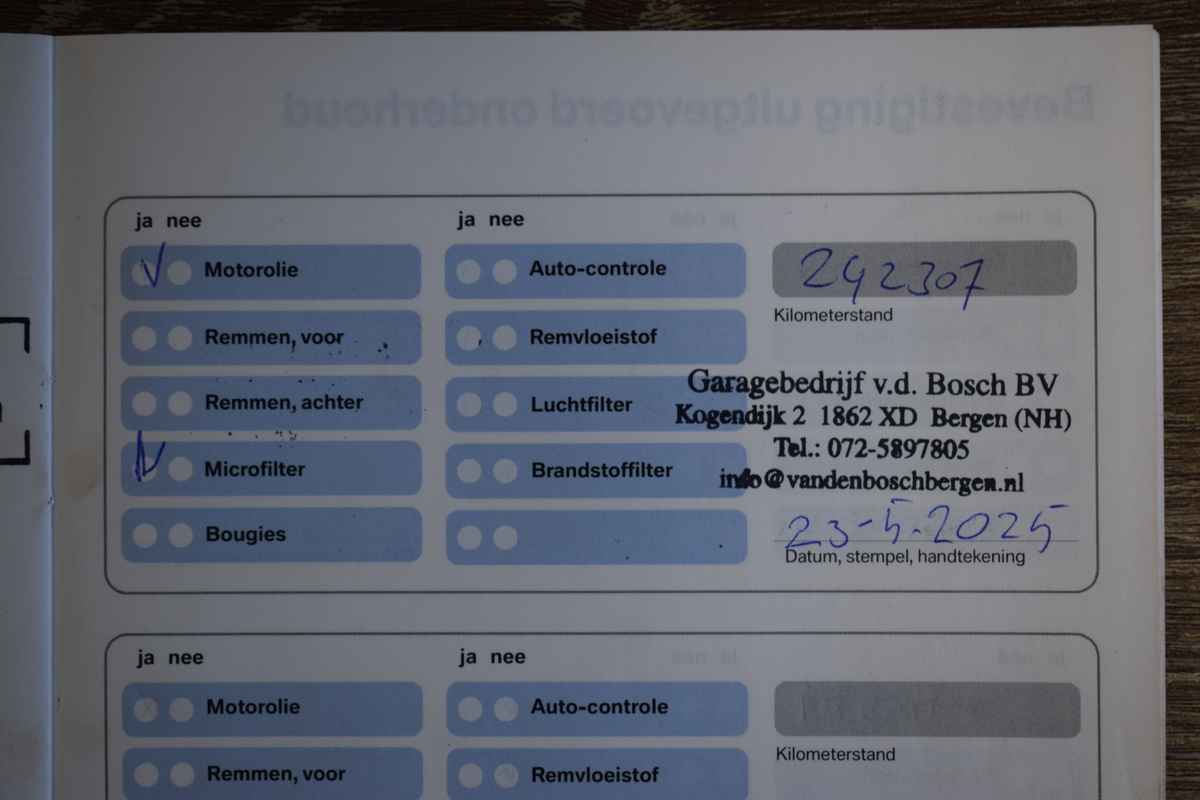 Bevestiging uitgevoerd onderhoud
ja nee
Motorolie
Remmen, voor
Remmen, achter
Microfilter
Bougies
ja nee
Auto-controle
Remvloeistof
Luchtfilter
Brandstoffilter
242307
Kilometerstand
Garagebedrijf v.d. Bosch BV
Kogendijk 2 1862 XD Bergen (NH)
Tel.: 072-5897805
info@vandenboschbergen.nl
23-5-2025
Datum, stempel, handtekening
ja nee
Motorolie
Remmen, voor
ja nee
Auto-controle
Remvloeistof
Kilometerstand